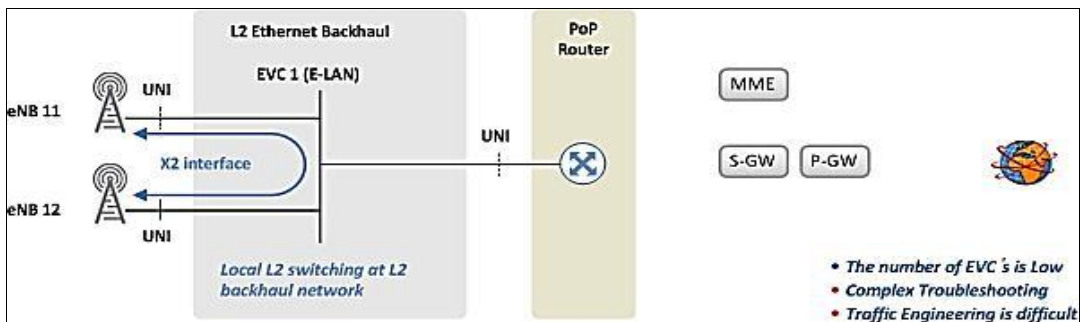 L2 Ethernet Backhaul
PoP
Router
EVC 1 (E-LAN)
UNI
eNB 11
MME
UNI
X2 interface
S-GW
P-GW
eNB 12
UNI
Local L2 switching at L2
backhaul network
• The number of EVC´s is Low
• Complex Troubleshooting
• Traffic Engineering is difficult